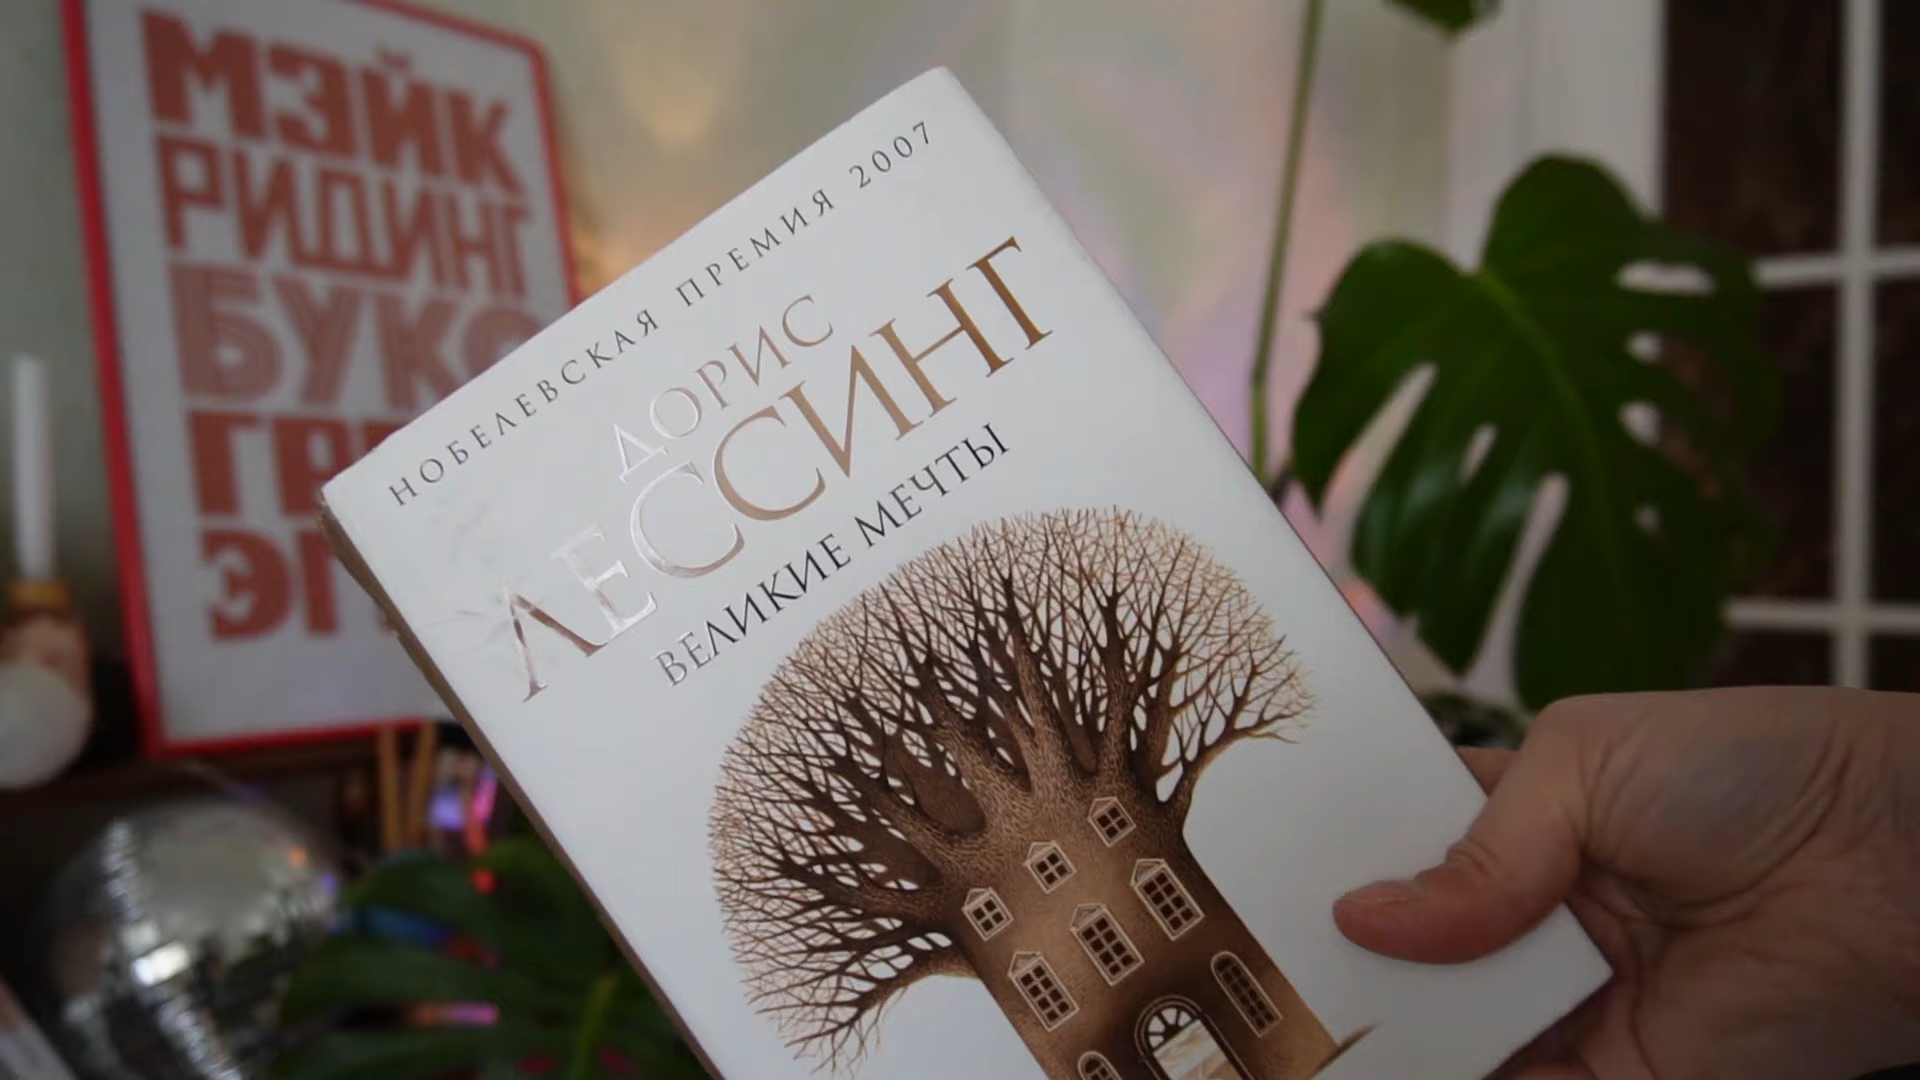 МЭЙК
РИДИНГ
НОБЕЛЕВСКАЯ ПРЕМИЯ 2007
ДОРИС
ЛЕССИНГ
ВЕЛИКИЕ МЕЧТЫ